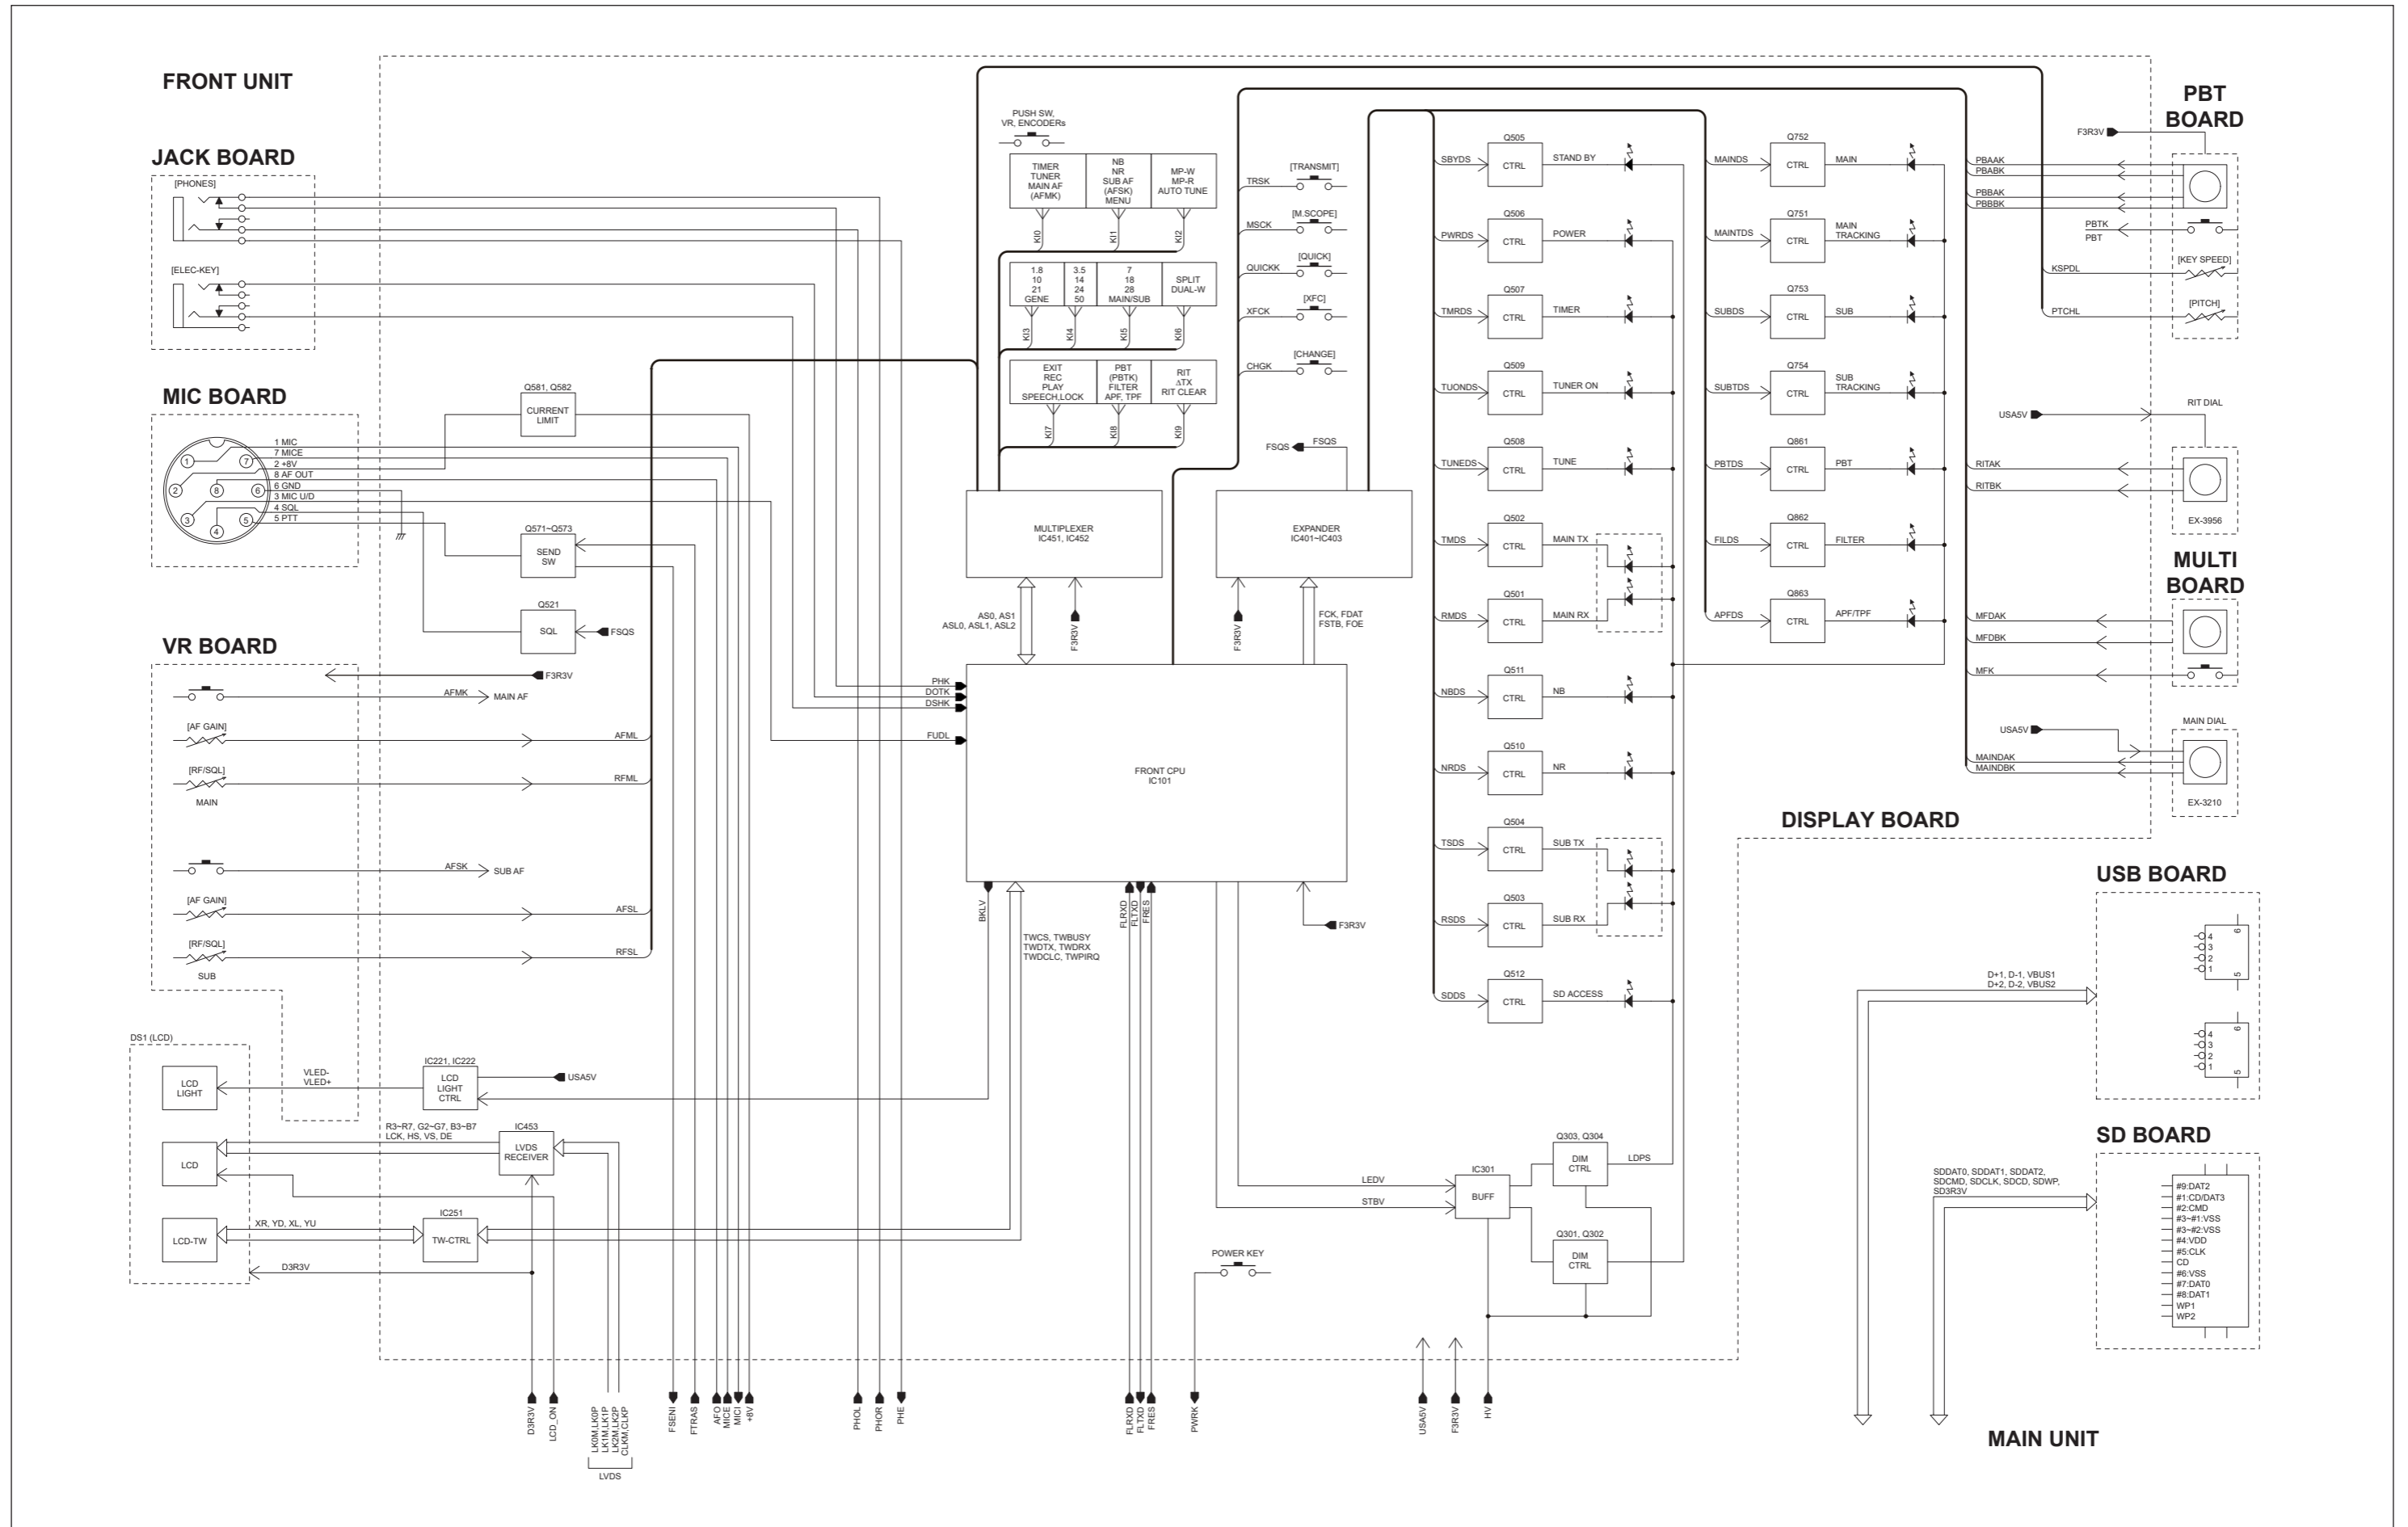 FRONT UNIT
JACK BOARD
[PHONES]
[ELEC-KEY]
MIC BOARD
1 MIC
7 MICE
2 +8V
8 AF OUT
6 GND
3 MIC U/D
4 SQL
5 PTT
1
7
2
8
6
3
5
4
Q581, Q582
CURRENT
LIMIT
Q571~Q573
SEND
SW
Q521
SQL
FSQS
VR BOARD
F3R3V
AFMK
MAIN AF
[AF GAIN]
AFML
[RF/SQL]
RFML
MAIN
AFSK
SUB AF
[AF GAIN]
AFSL
[RF/SQL]
RFSL
SUB
DS1 (LCD)
LCD
LIGHT
VLED-
VLED+
IC221, IC222
LCD
LIGHT
CTRL
USA5V
R3~R7, G2~G7, B3~B7
LCK, HS, VS, DE
LCD
IC453
LVDS
RECEIVER
LCD-TW
XR, YD, XL, YU
IC251
TW-CTRL
D3R3V
D3R3V
LCD_ON
LK0M,LK0P
LK1M,LK1P
LK2M,LK2P
CLKM,CLKP
LVDS
FSENI
FTRAS
AFO
MICE
MICI
+8V
PHOL
PHOR
PHE
FLRXD
FLTXD
FRES
PWRK
USA5V
F3R3V
HV
PUSH SW,
VR, ENCODERs
TIMER
TUNER
MAIN AF
(AFMK)
NB
NR
SUB AF
(AFSK)
MENU
MP-W
MP-R
AUTO TUNE
KI0
KI1
KI2
1.8
10
21
GENE
3.5
14
24
50
7
18
28
MAIN/SUB
SPLIT
DUAL-W
KI3
KI4
KI5
KI6
EXIT
REC
PLAY
SPEECH,LOCK
PBT
(PBTK)
FILTER
APF, TPF
RIT
∆TX
RIT CLEAR
KI7
KI8
KI9
MULTIPLEXER
IC451, IC452
AS0, AS1
ASL0, ASL1, ASL2
F3R3V
EXPANDER
IC401~IC403
FSQS
FSQS
F3R3V
FCK, FDAT
FSTB, FOE
PHK
DOTK
DSHK
FUDL
FRONT CPU
IC101
BKLV
TWCS, TWBUSY
TWDTX, TWDRX
TWDCLC, TWPIRQ
FLRXD
FLTXD
FRES
F3R3V
TRSK
[TRANSMIT]
MSCK
[M.SCOPE]
QUICKK
[QUICK]
XFCK
[XFC]
CHGK
[CHANGE]
SBYDS
Q505
CTRL
STAND BY
PWRDS
Q506
CTRL
POWER
TMRDS
Q507
CTRL
TIMER
TUONDS
Q509
CTRL
TUNER ON
TUNEDS
Q508
CTRL
TUNE
TMDS
Q502
CTRL
MAIN TX
RMDS
Q501
CTRL
MAIN RX
NBDS
Q511
CTRL
NB
NRDS
Q510
CTRL
NR
TSDS
Q504
CTRL
SUB TX
RSDS
Q503
CTRL
SUB RX
SDDS
Q512
CTRL
SD ACCESS
MAINDS
Q752
CTRL
MAIN
MAINTDS
Q751
CTRL
MAIN
TRACKING
SUBDS
Q753
CTRL
SUB
SUBTDS
Q754
CTRL
SUB
TRACKING
PBTDS
Q861
CTRL
PBT
FILDS
Q862
CTRL
FILTER
APFDS
Q863
CTRL
APF/TPF
LEDV
STBV
IC301
BUFF
Q303, Q304
DIM
CTRL
LDPS
Q301, Q302
DIM
CTRL
POWER KEY
PBT
BOARD
F3R3V
PBAAK
PBABK
PBBAK
PBBBK
PBTK
PBT
KSPDL
[KEY SPEED]
PTCHL
[PITCH]
USA5V
RIT DIAL
RITAK
RITBK
EX-3956
MULTI
BOARD
MFDAK
MFDBK
MFK
USA5V
MAIN DIAL
MAINDAK
MAINDBK
EX-3210
DISPLAY BOARD
USB BOARD
D+1, D-1, VBUS1
D+2, D-2, VBUS2
4
3
2
1
6
5
4
3
2
1
6
5
SD BOARD
SDDAT0, SDDAT1, SDDAT2,
SDCMD, SDCLK, SDCD, SDWP,
SD3R3V
#9:DAT2
#1:CD/DAT3
#2:CMD
#3~#1:VSS
#3~#2:VSS
#4:VDD
#5:CLK
CD
#6:VSS
#7:DAT0
#8:DAT1
WP1
WP2
MAIN UNIT